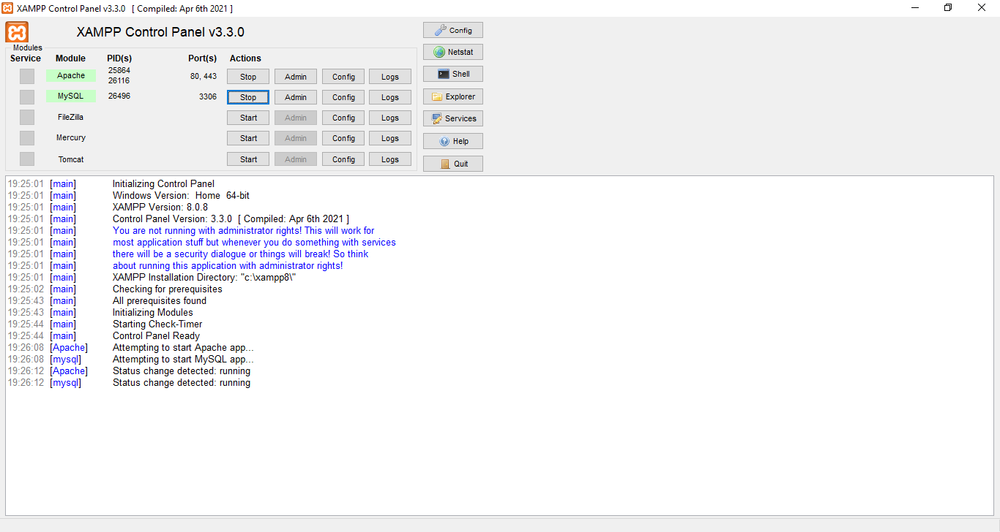 XAMPP Control Panel v3.3.0 [ Compiled: Apr 6th 2021 ]
XAMPP Control Panel v3.3.0
Config
Modules
Service Module PID(s) Port(s) Actions
Netstat
Apache 25864 26116 80, 443 Stop Admin Config Logs
Shell
MySQL 26496 3306 Stop Admin Config Logs
Explorer
FileZilla Start Admin Config Logs
Services
Mercury Start Admin Config Logs
Help
Tomcat Start Admin Config Logs
Quit
19:25:01 [main] Initializing Control Panel
19:25:01 [main] Windows Version: Home 64-bit
19:25:01 [main] XAMPP Version: 8.0.8
19:25:01 [main] Control Panel Version: 3.3.0 [ Compiled: Apr 6th 2021 ]
19:25:01 [main] You are not running with administrator rights! This will work for
19:25:01 [main] most application stuff but whenever you do something with services
19:25:01 [main] there will be a security dialogue or things will break! So think
19:25:01 [main] about running this application with administrator rights!
19:25:01 [main] XAMPP Installation Directory: "c:\xampp8\"
19:25:02 [main] Checking for prerequisites
19:25:43 [main] All prerequisites found
19:25:43 [main] Initializing Modules
19:25:44 [main] Starting Check-Timer
19:25:44 [main] Control Panel Ready
19:26:08 [Apache] Attempting to start Apache app...
19:26:08 [mysql] Attempting to start MySQL app...
19:26:12 [Apache] Status change detected: running
19:26:12 [mysql] Status change detected: running